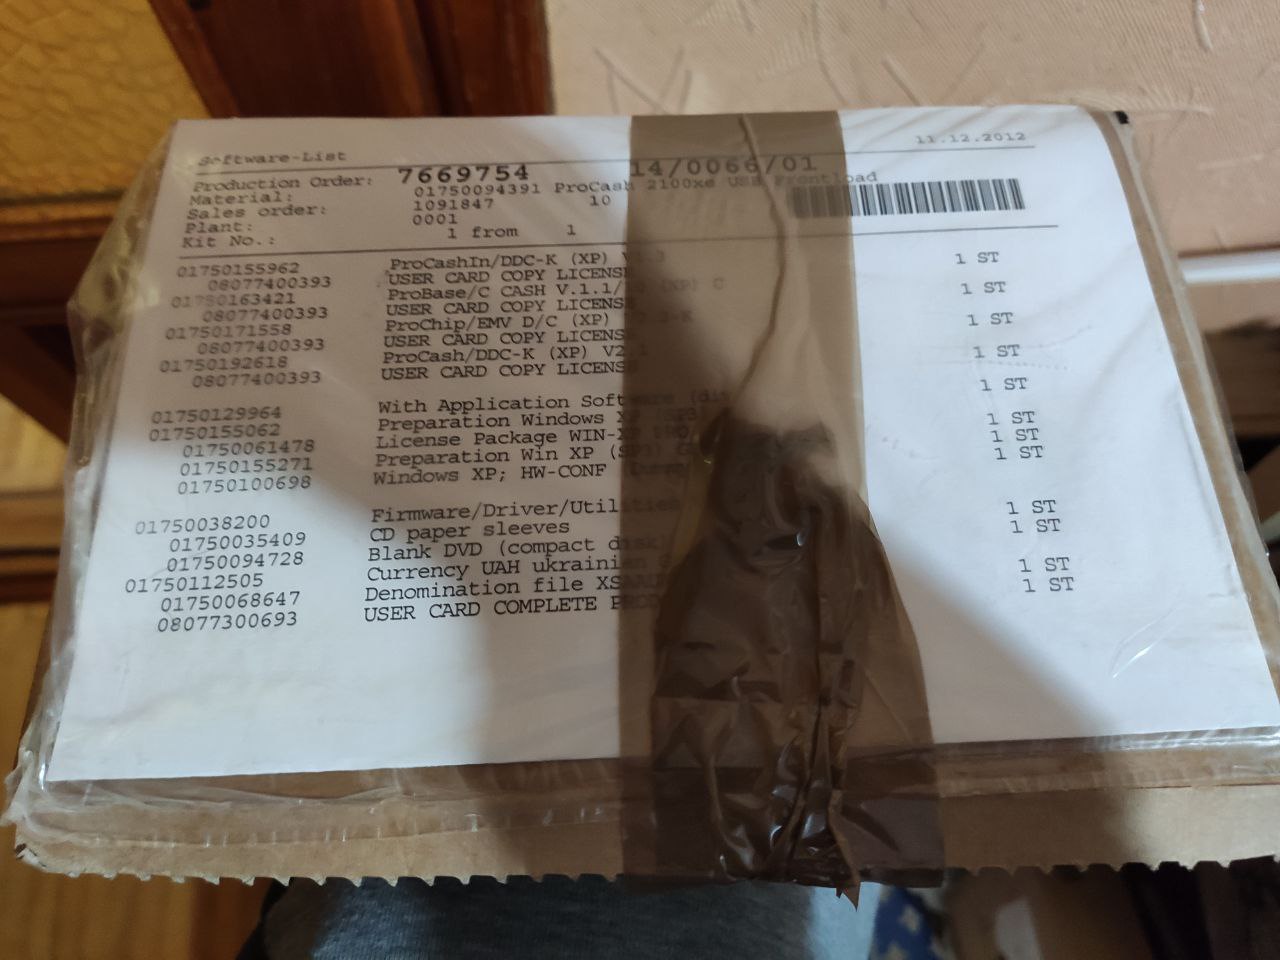 11.12.2012
Software-List
Production Order: 7669754 14/0066/01
Material: 01750094391 ProCash 2100xe USB Frontload
Sales order: 1091847 10
Plant: 0001
Kit No.: 1 from 1
01750155962 ProCashIn/DDC-K (XP) 1 ST
08077400393 USER CARD COPY LICENSE
01750163421 ProBase/C CASH V.1.1/ (XP) C 1 ST
08077400393 USER CARD COPY LICENSE
01750171558 ProChip/EMV D/C (XP) 1 ST
08077400393 USER CARD COPY LICENSE
01750192618 ProCash/DDC-K (XP) 1 ST
08077400393 USER CARD COPY LICENSE
1 ST
01750129964 With Application Software
01750155062 Preparation Windows XP (SP3) 1 ST
01750061478 License Package 1 ST
01750155271 Preparation Win XP (SP3) 1 ST
01750100698 Windows XP; HW-CONF
01750038200 Firmware/Driver/Utilities 1 ST
01750035409 CD paper sleeves 1 ST
01750094728 Blank DVD (compact disk)
01750112505 Currency UAH ukrainian 1 ST
01750068647 Denomination file 1 ST
08077300693 USER CARD COMPLETE